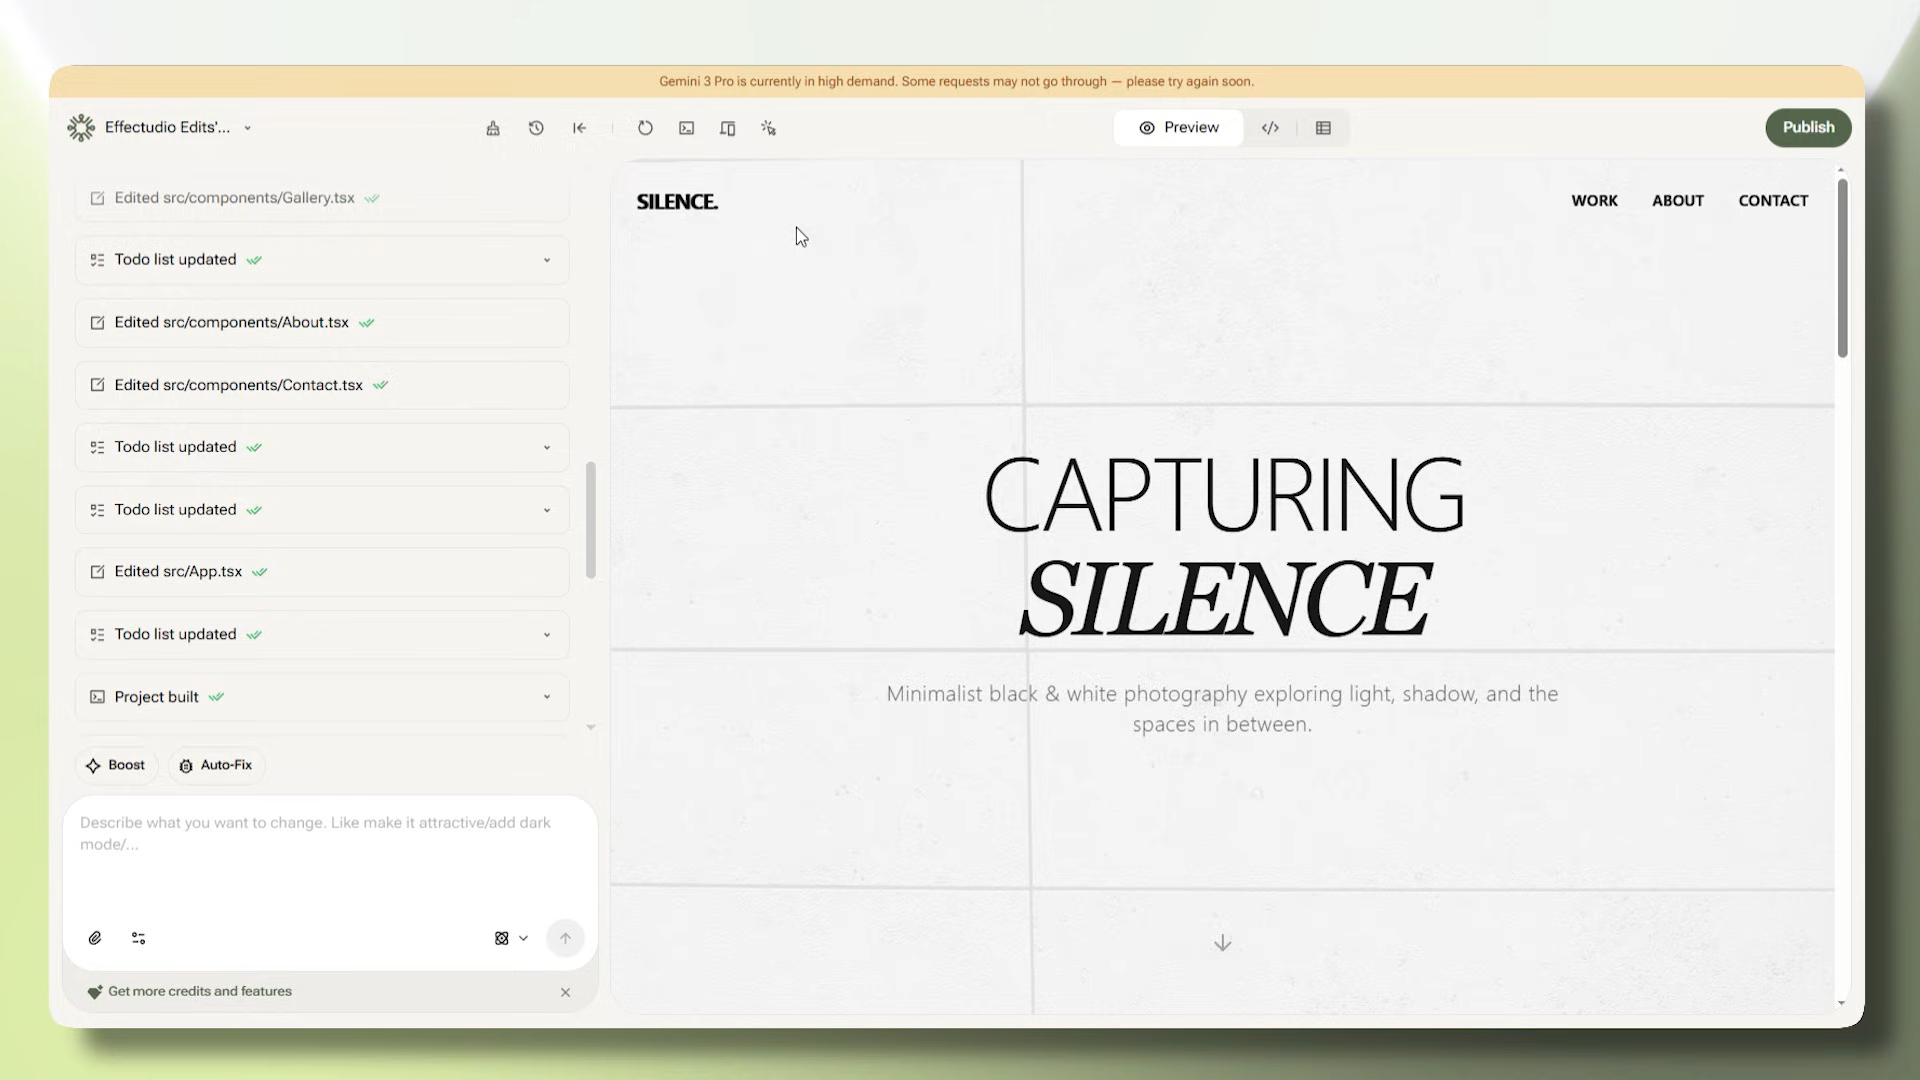 Gemini 3 Pro is currently in high demand. Some requests may not go through — please try again soon.
Effectudio Edits'...
Preview
Publish
Edited src/components/Gallery.tsx
Todo list updated
Edited src/components/About.tsx
Edited src/components/Contact.tsx
Todo list updated
Todo list updated
Edited src/App.tsx
Todo list updated
Project built
Boost
Auto-Fix
Describe what you want to change. Like make it attractive/add dark
mode/...
Get more credits and features
SILENCE.
WORK
ABOUT
CONTACT
CAPTURING
SILENCE
Minimalist black & white photography exploring light, shadow, and the
spaces in between.